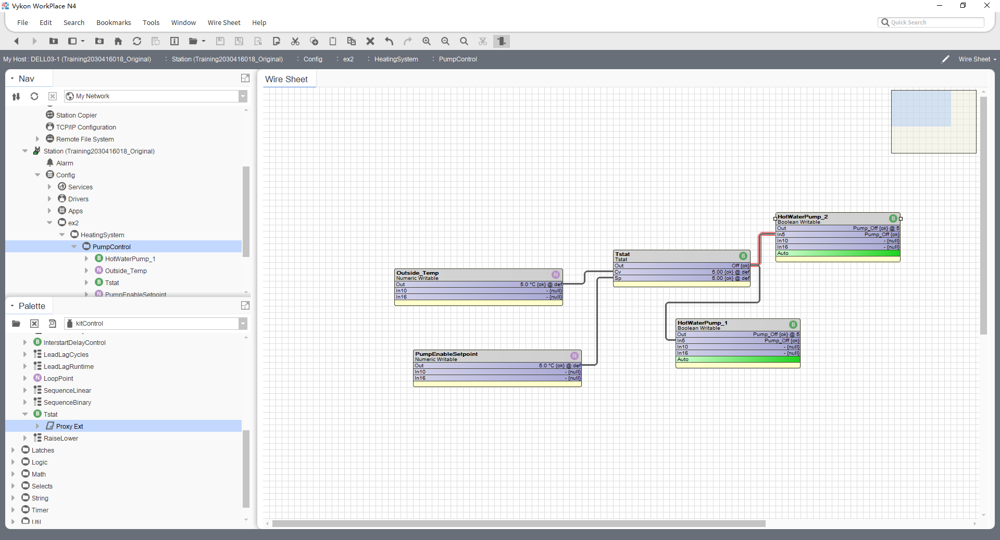 Vykon WorkPlace N4
File Edit Search Bookmarks Tools Window Wire Sheet Help
Quick Search
My Host : DELL03-1 (Training2030416018_Original) : Station (Training2030416018_Original) : Config : ex2 : HeatingSystem : PumpControl
Wire Sheet
Nav
My Network
Station Copier
TCP/IP Configuration
Remote File System
Station (Training2030416018_Original)
Alarm
Config
Services
Drivers
Apps
ex2
HeatingSystem
PumpControl
HotWaterPump_1
Outside_Temp
Tstat
PumpEnableSetpoint
Palette
kitControl
InterstartDelayControl
LeadLagCycles
LeadLagRuntime
LoopPoint
SequenceLinear
SequenceBinary
Tstat
Proxy Ext
RaiseLower
Latches
Logic
Math
Selects
String
Timer
Util
Wire Sheet
HotWaterPump_2
Boolean Writable
Out Pump_Off {ok} @ 5
In5 Pump_Off {ok}
In10 - {null}
In16 - {null}
Auto
Tstat
Tstat
Out Off {ok}
Cv 5.00 {ok} @ def
Sp 5.00 {ok} @ def
Outside_Temp
Numeric Writable
Out 5.0 °C {ok} @ def
In10 - {null}
In16 - {null}
HotWaterPump_1
Boolean Writable
Out Pump_Off {ok} @ 5
In5 Pump_Off {ok}
In10 - {null}
In16 - {null}
Auto
PumpEnableSetpoint
Numeric Writable
Out 5.0 °C {ok} @ def
In10 - {null}
In16 - {null}